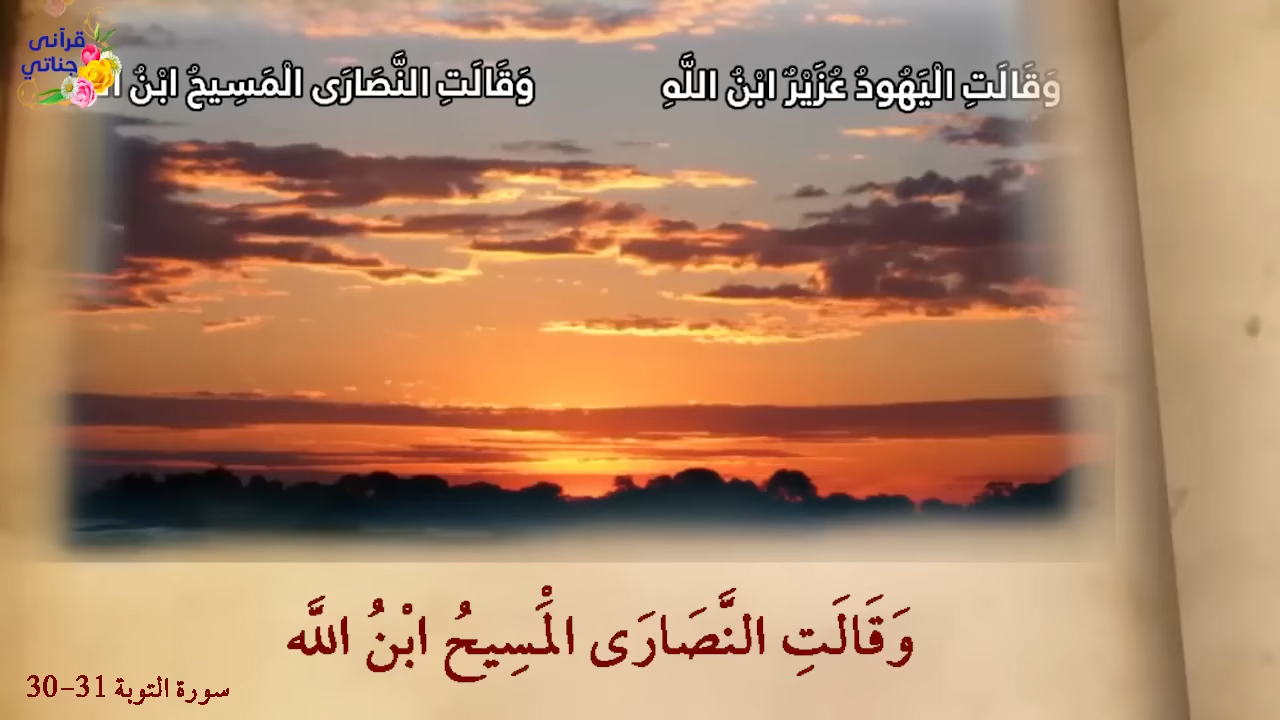 قرآنى
جناتي
وَقَالَتِ الْيَهُودُ عُزَيْرٌ ابْنُ اللَّهِ
وَقَالَتِ النَّصَارَى الْمَسِيحُ ابْنُ
وَقَالَتِ النَّصَارَى الْمَسِيحُ ابْنُ اللَّه
سورة التوبة 31-30